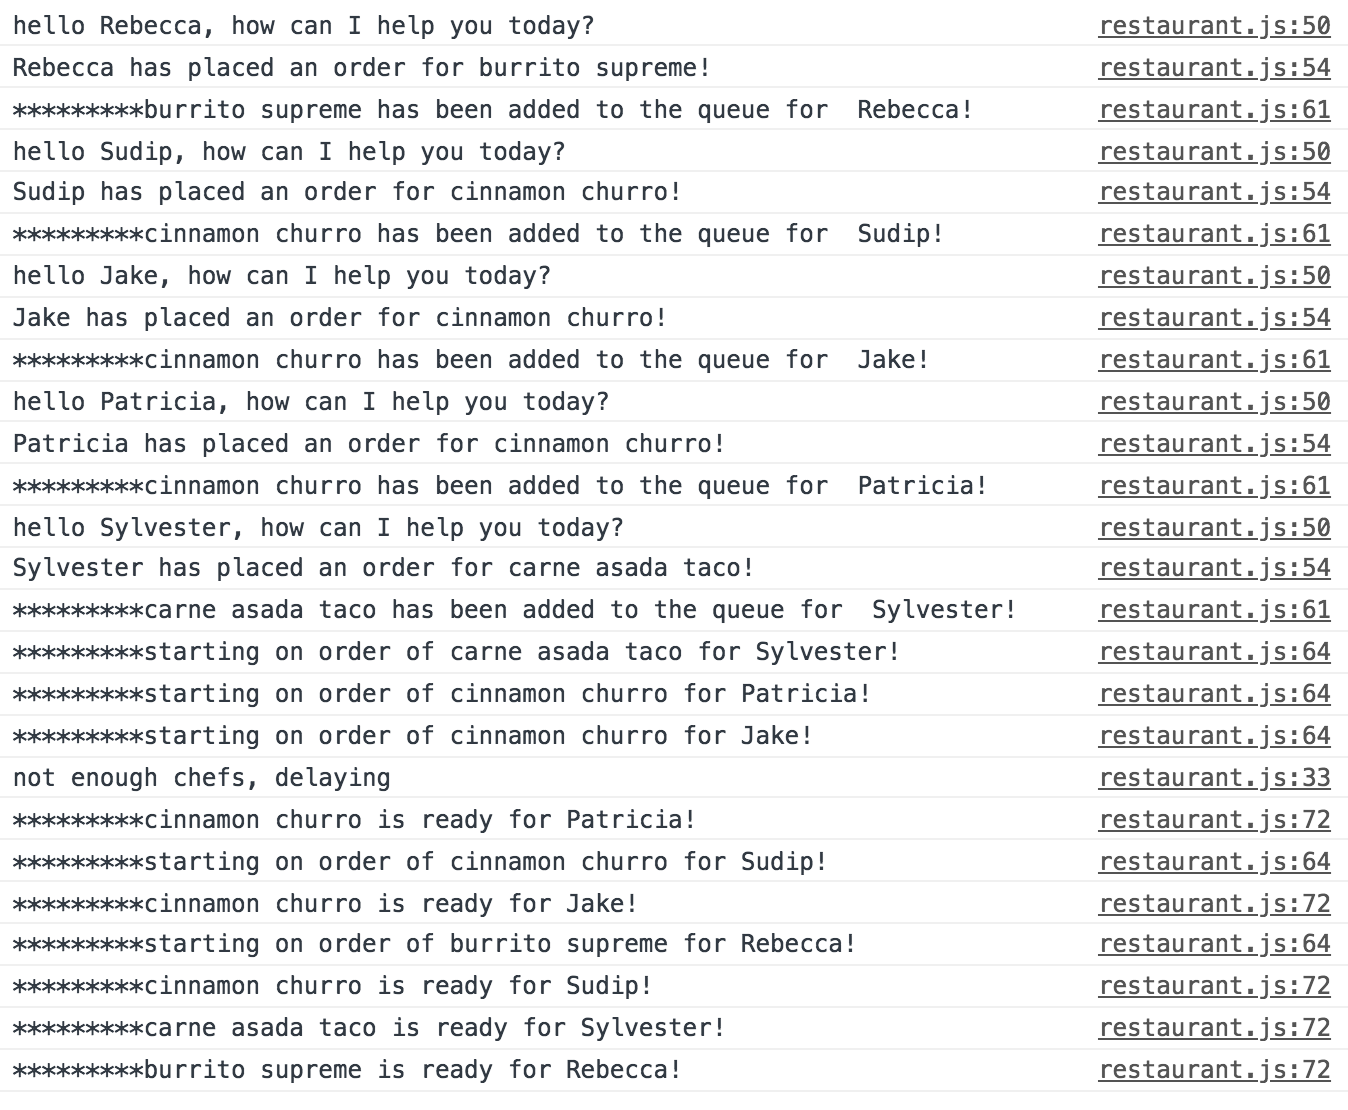 hello Rebecca, how can I help you today? restaurant.js:50
Rebecca has placed an order for burrito supreme! restaurant.js:54
*********burrito supreme has been added to the queue for  Rebecca! restaurant.js:61
hello Sudip, how can I help you today? restaurant.js:50
Sudip has placed an order for cinnamon churro! restaurant.js:54
*********cinnamon churro has been added to the queue for  Sudip! restaurant.js:61
hello Jake, how can I help you today? restaurant.js:50
Jake has placed an order for cinnamon churro! restaurant.js:54
*********cinnamon churro has been added to the queue for  Jake! restaurant.js:61
hello Patricia, how can I help you today? restaurant.js:50
Patricia has placed an order for cinnamon churro! restaurant.js:54
*********cinnamon churro has been added to the queue for  Patricia! restaurant.js:61
hello Sylvester, how can I help you today? restaurant.js:50
Sylvester has placed an order for carne asada taco! restaurant.js:54
*********carne asada taco has been added to the queue for  Sylvester! restaurant.js:61
*********starting on order of carne asada taco for Sylvester! restaurant.js:64
*********starting on order of cinnamon churro for Patricia! restaurant.js:64
*********starting on order of cinnamon churro for Jake! restaurant.js:64
not enough chefs, delaying restaurant.js:33
*********cinnamon churro is ready for Patricia! restaurant.js:72
*********starting on order of cinnamon churro for Sudip! restaurant.js:64
*********cinnamon churro is ready for Jake! restaurant.js:72
*********starting on order of burrito supreme for Rebecca! restaurant.js:64
*********cinnamon churro is ready for Sudip! restaurant.js:72
*********carne asada taco is ready for Sylvester! restaurant.js:72
*********burrito supreme is ready for Rebecca! restaurant.js:72